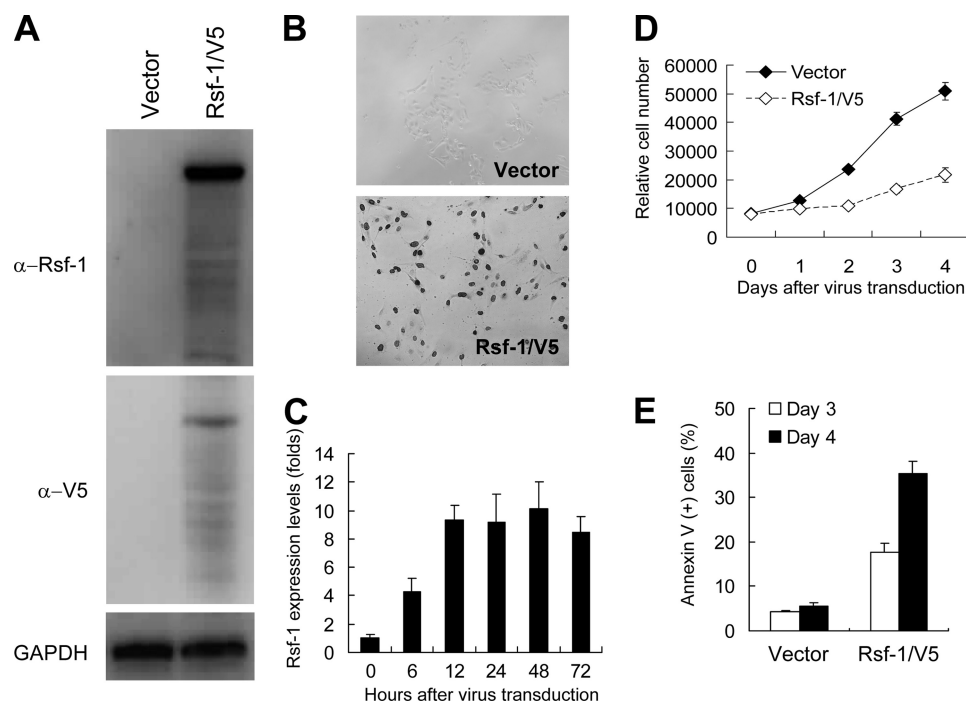 A
Vector
Rsf-1/V5
α–Rsf-1
α–V5
GAPDH
B
Vector
Rsf-1/V5
C
Rsf-1 expression levels (folds)
14
12
10
8
6
4
2
0
0 6 12 24 48 72
Hours after virus transduction
D
Relative cell number
60000
50000
40000
30000
20000
10000
0
Vector
Rsf-1/V5
0 1 2 3 4
Days after virus transduction
E
Annexin V (+) cells (%)
50
40
30
20
10
0
Day 3
Day 4
Vector Rsf-1/V5